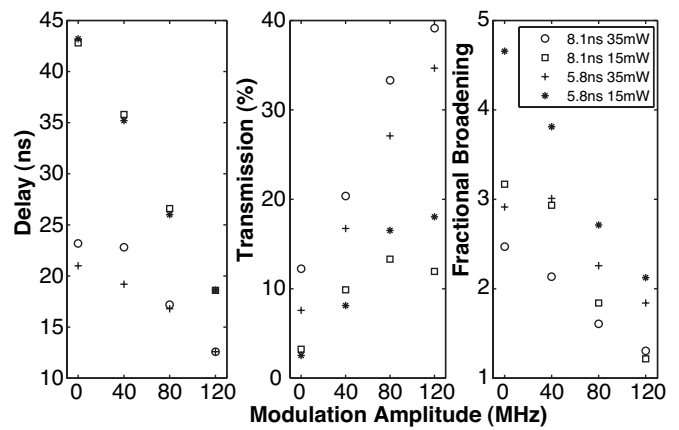 Delay (ns)
45
40
35
30
25
20
15
10
0 40 80 120
Transmission (%)
40
30
20
10
0
0 40 80 120
Fractional Broadening
5
4
3
2
1
0 40 80 120
8.1ns 35mW
8.1ns 15mW
5.8ns 35mW
5.8ns 15mW
Modulation Amplitude (MHz)